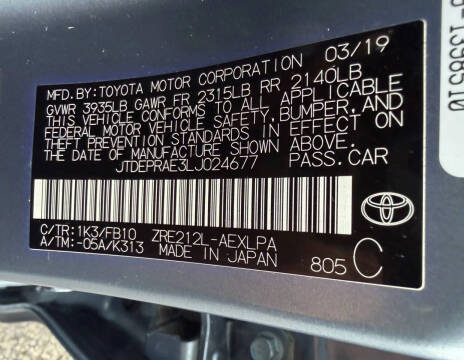 MFD. BY: TOYOTA MOTOR CORPORATION 03/19
GVWR 3935LB GAWR FR 2315LB RR 2140LB
THIS VEHICLE CONFORMS TO ALL APPLICABLE
FEDERAL MOTOR VEHICLE SAFETY, BUMPER, AND
THEFT PREVENTION STANDARDS IN EFFECT ON
THE DATE OF MANUFACTURE SHOWN ABOVE.
JTDEPRAE3LJ024677 PASS.CAR
C/TR: 1K3/FB10 ZRE212L-AEXLPA
A/TM: -05A/K313 MADE IN JAPAN 805 C